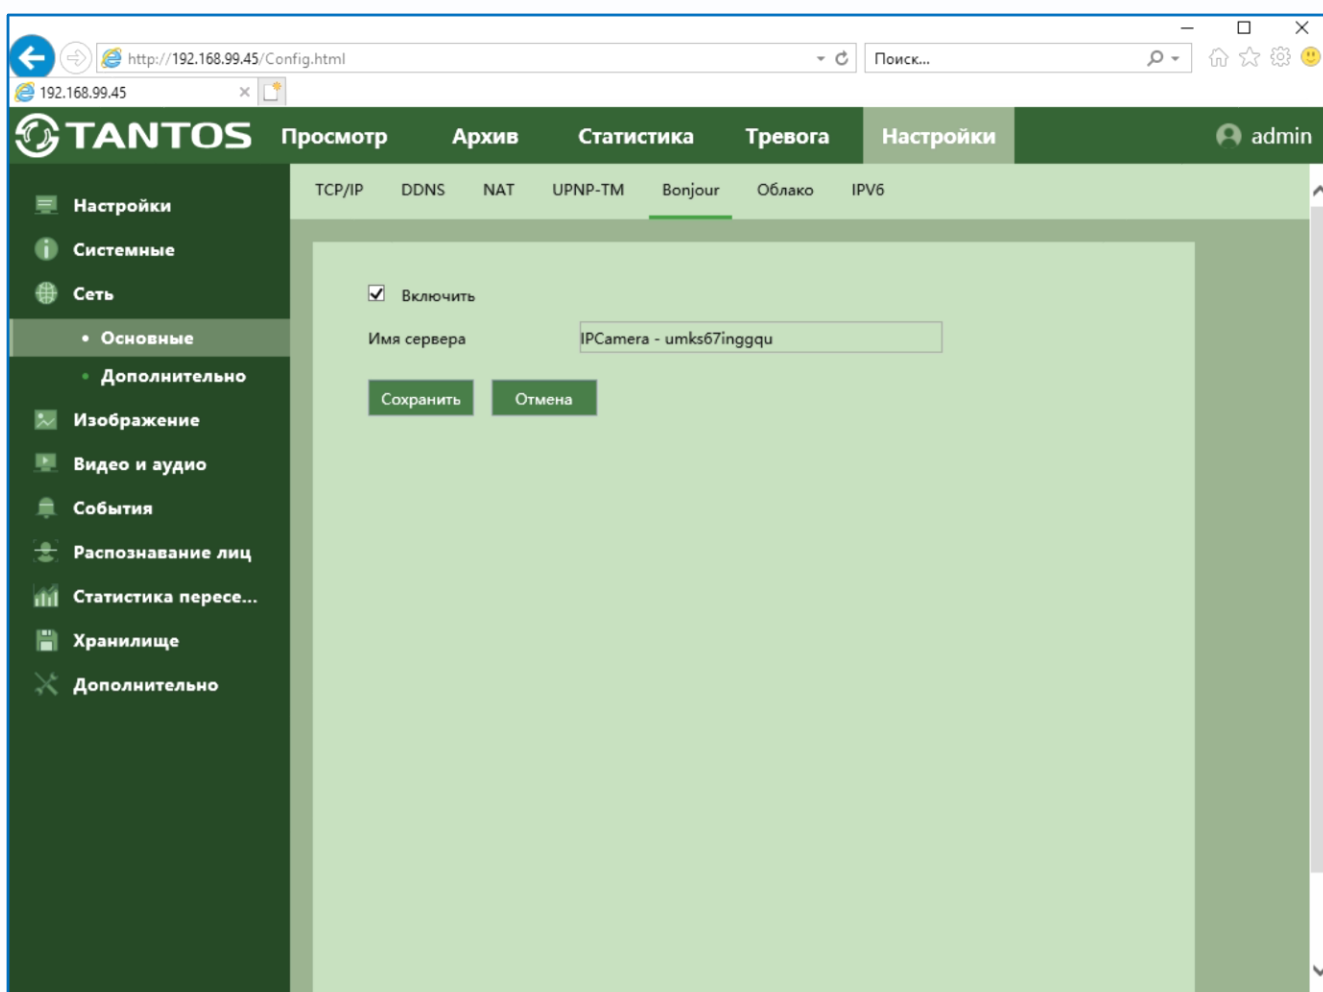 http://192.168.99.45/Config.html
Поиск...
192.168.99.45
TANTOS Просмотр Архив Статистика Тревога Настройки admin
TCP/IP DDNS NAT UPNP-TM Bonjour Облако IPV6
Настройки
Системные
Сеть
Основные
Дополнительно
Изображение
Видео и аудио
События
Распознавание лиц
Статистика пересе...
Хранилище
Дополнительно
Включить
Имя сервера IPCamera - umks67inggqu
Сохранить Отмена